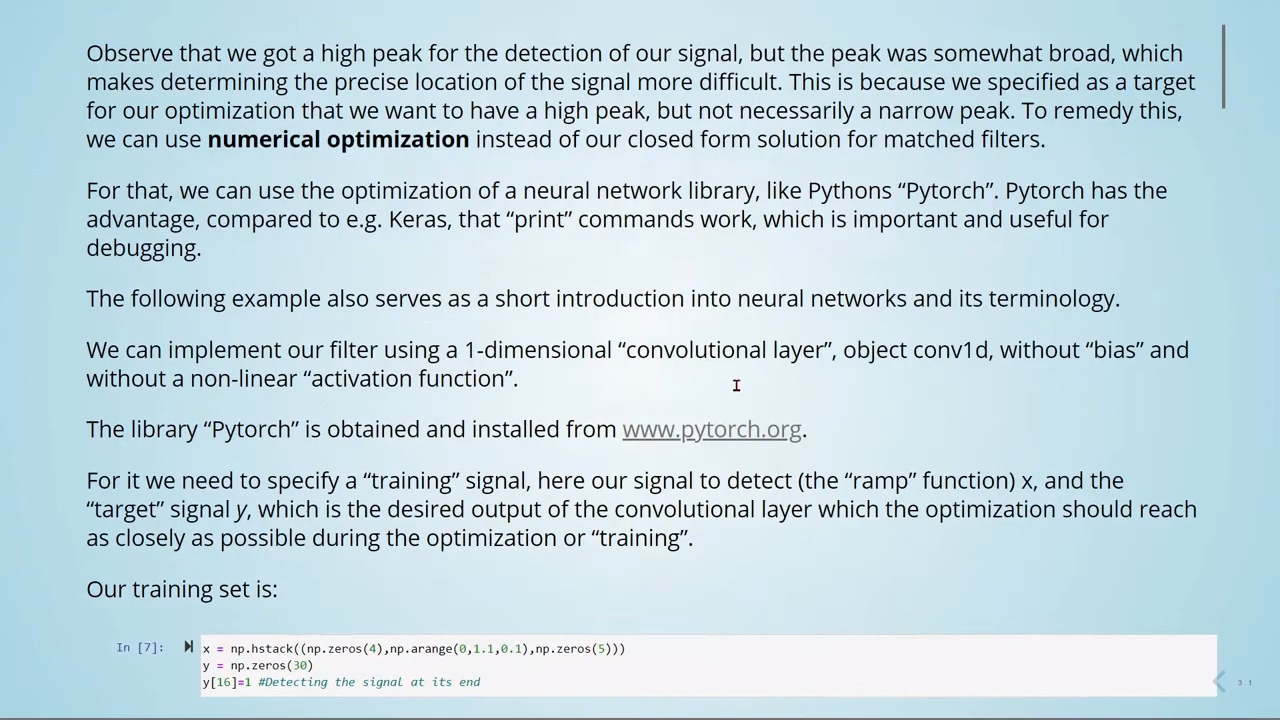 Observe that we got a high peak for the detection of our signal, but the peak was somewhat broad, which
makes determining the precise location of the signal more difficult. This is because we specified as a target
for our optimization that we want to have a high peak, but not necessarily a narrow peak. To remedy this,
we can use numerical optimization instead of our closed form solution for matched filters.
For that, we can use the optimization of a neural network library, like Pythons “Pytorch”. Pytorch has the
advantage, compared to e.g. Keras, that “print” commands work, which is important and useful for
debugging.
The following example also serves as a short introduction into neural networks and its terminology.
We can implement our filter using a 1-dimensional “convolutional layer”, object conv1d, without “bias” and
without a non-linear “activation function”.
The library “Pytorch” is obtained and installed from www.pytorch.org.
For it we need to specify a “training” signal, here our signal to detect (the “ramp” function) x, and the
“target” signal y, which is the desired output of the convolutional layer which the optimization should reach
as closely as possible during the optimization or “training”.
Our training set is:
In [7]:
x = np.hstack((np.zeros(4),np.arange(0,1.1,0.1),np.zeros(5)))
y = np.zeros(30)
y[16]=1 #Detecting the signal at its end
3.1